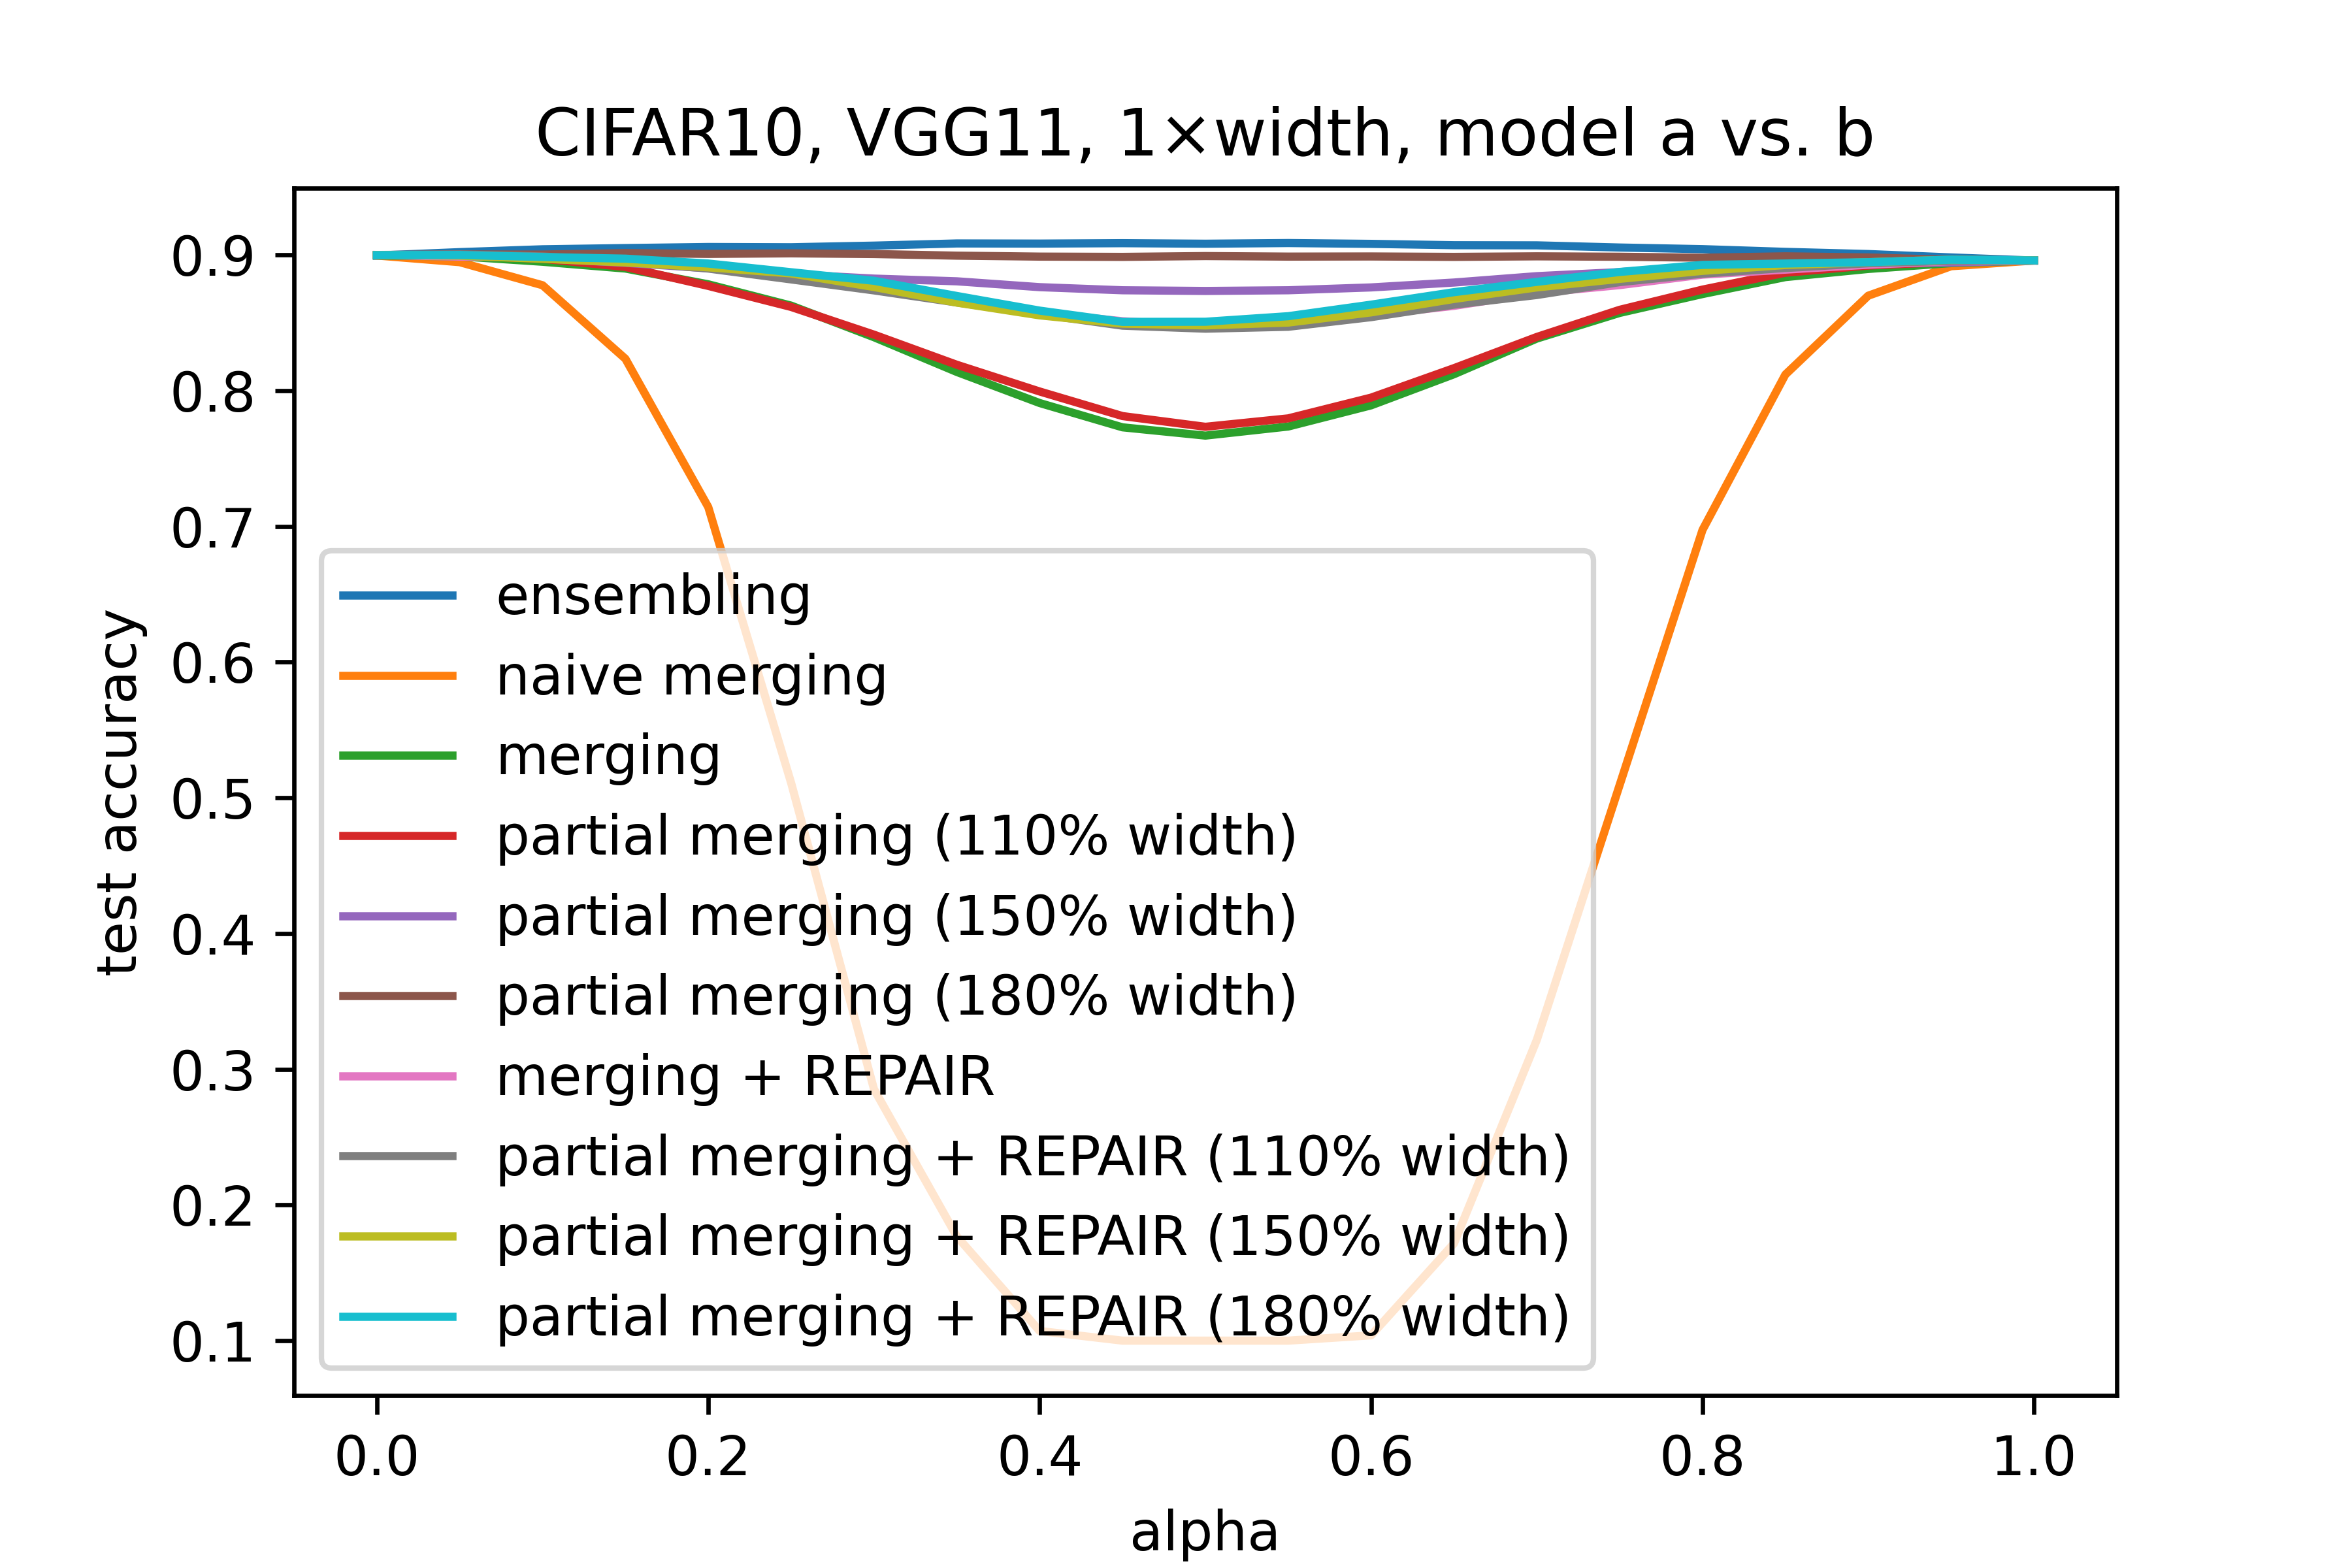 CIFAR10, VGG11, 1×width, model a vs. b
test accuracy
0.9
0.8
0.7
0.6
0.5
0.4
0.3
0.2
0.1
ensembling
naive merging
merging
partial merging (110% width)
partial merging (150% width)
partial merging (180% width)
merging + REPAIR
partial merging + REPAIR (110% width)
partial merging + REPAIR (150% width)
partial merging + REPAIR (180% width)
0.0 0.2 0.4 0.6 0.8 1.0
alpha